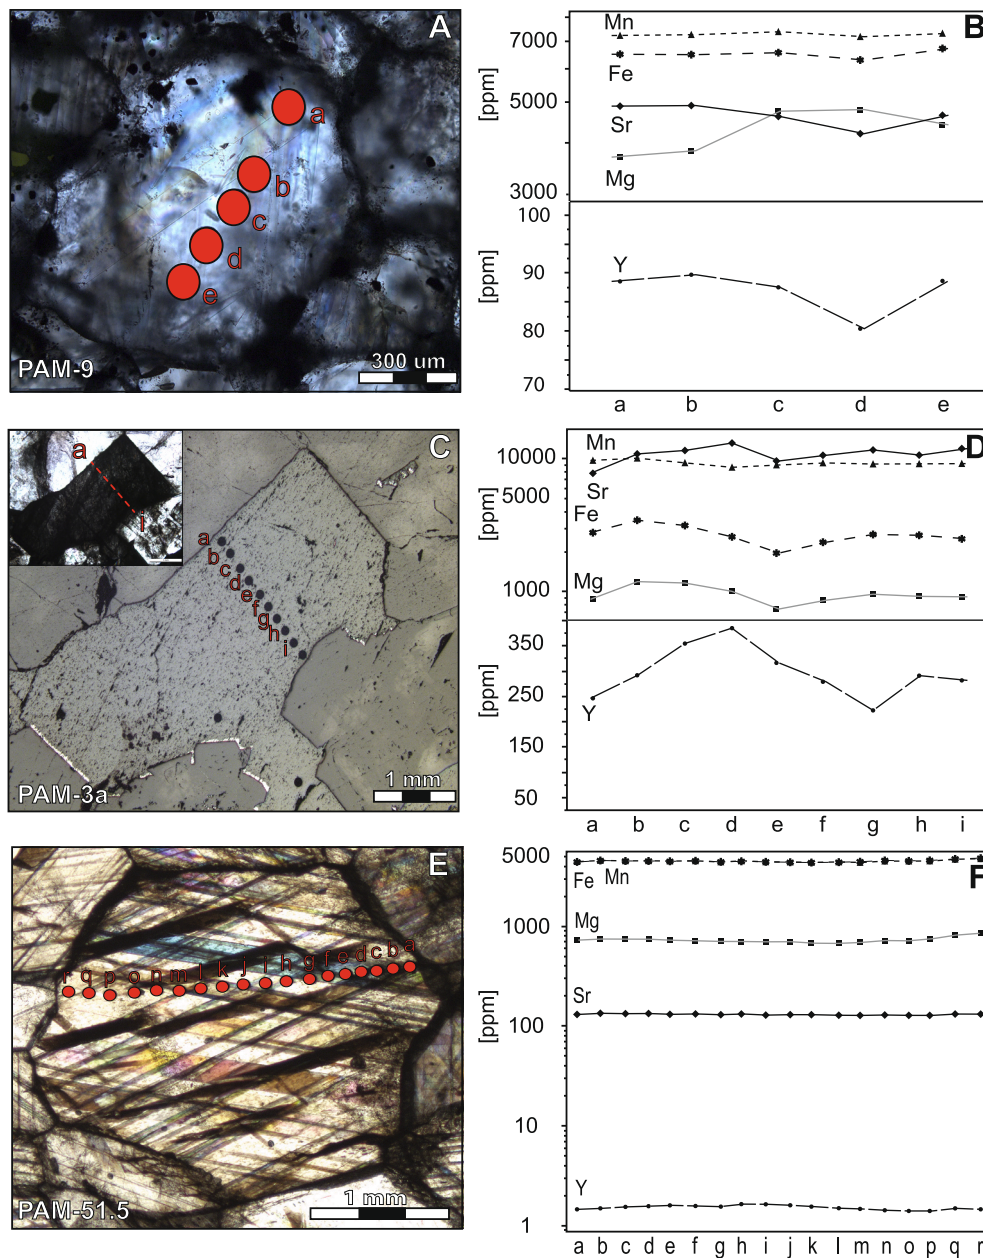 A
a
b
c
d
e
PAM-9
300 um
B
[ppm]
7000
5000
3000
Mn
Fe
Sr
Mg
[ppm]
100
90
80
70
Y
a b c d e
a
i
C
a
b
c
d
e
f
g
h
i
PAM-3a
1 mm
D
[ppm]
10000
5000
1000
Mn
Sr
Fe
Mg
[ppm]
350
250
150
50
Y
a b c d e f g h i
E
r q p o n m l k j i h g f e d c b a
PAM-51.5
1 mm
F
[ppm]
5000
1000
100
10
1
Fe Mn
Mg
Sr
Y
a b c d e f g h i j k l m n o p q r